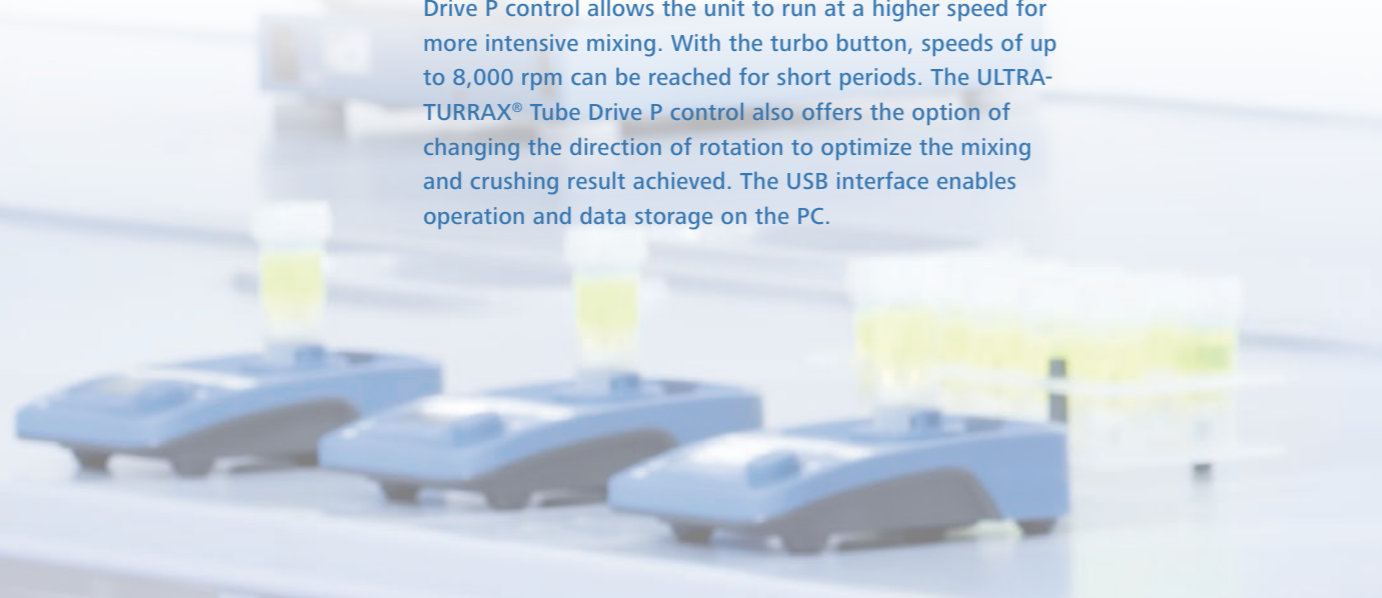 Drive P control allows the unit to run at a higher speed for
more intensive mixing. With the turbo button, speeds of up
to 8,000 rpm can be reached for short periods. The ULTRA-
TURRAX® Tube Drive P control also offers the option of
changing the direction of rotation to optimize the mixing
and crushing result achieved. The USB interface enables
operation and data storage on the PC.